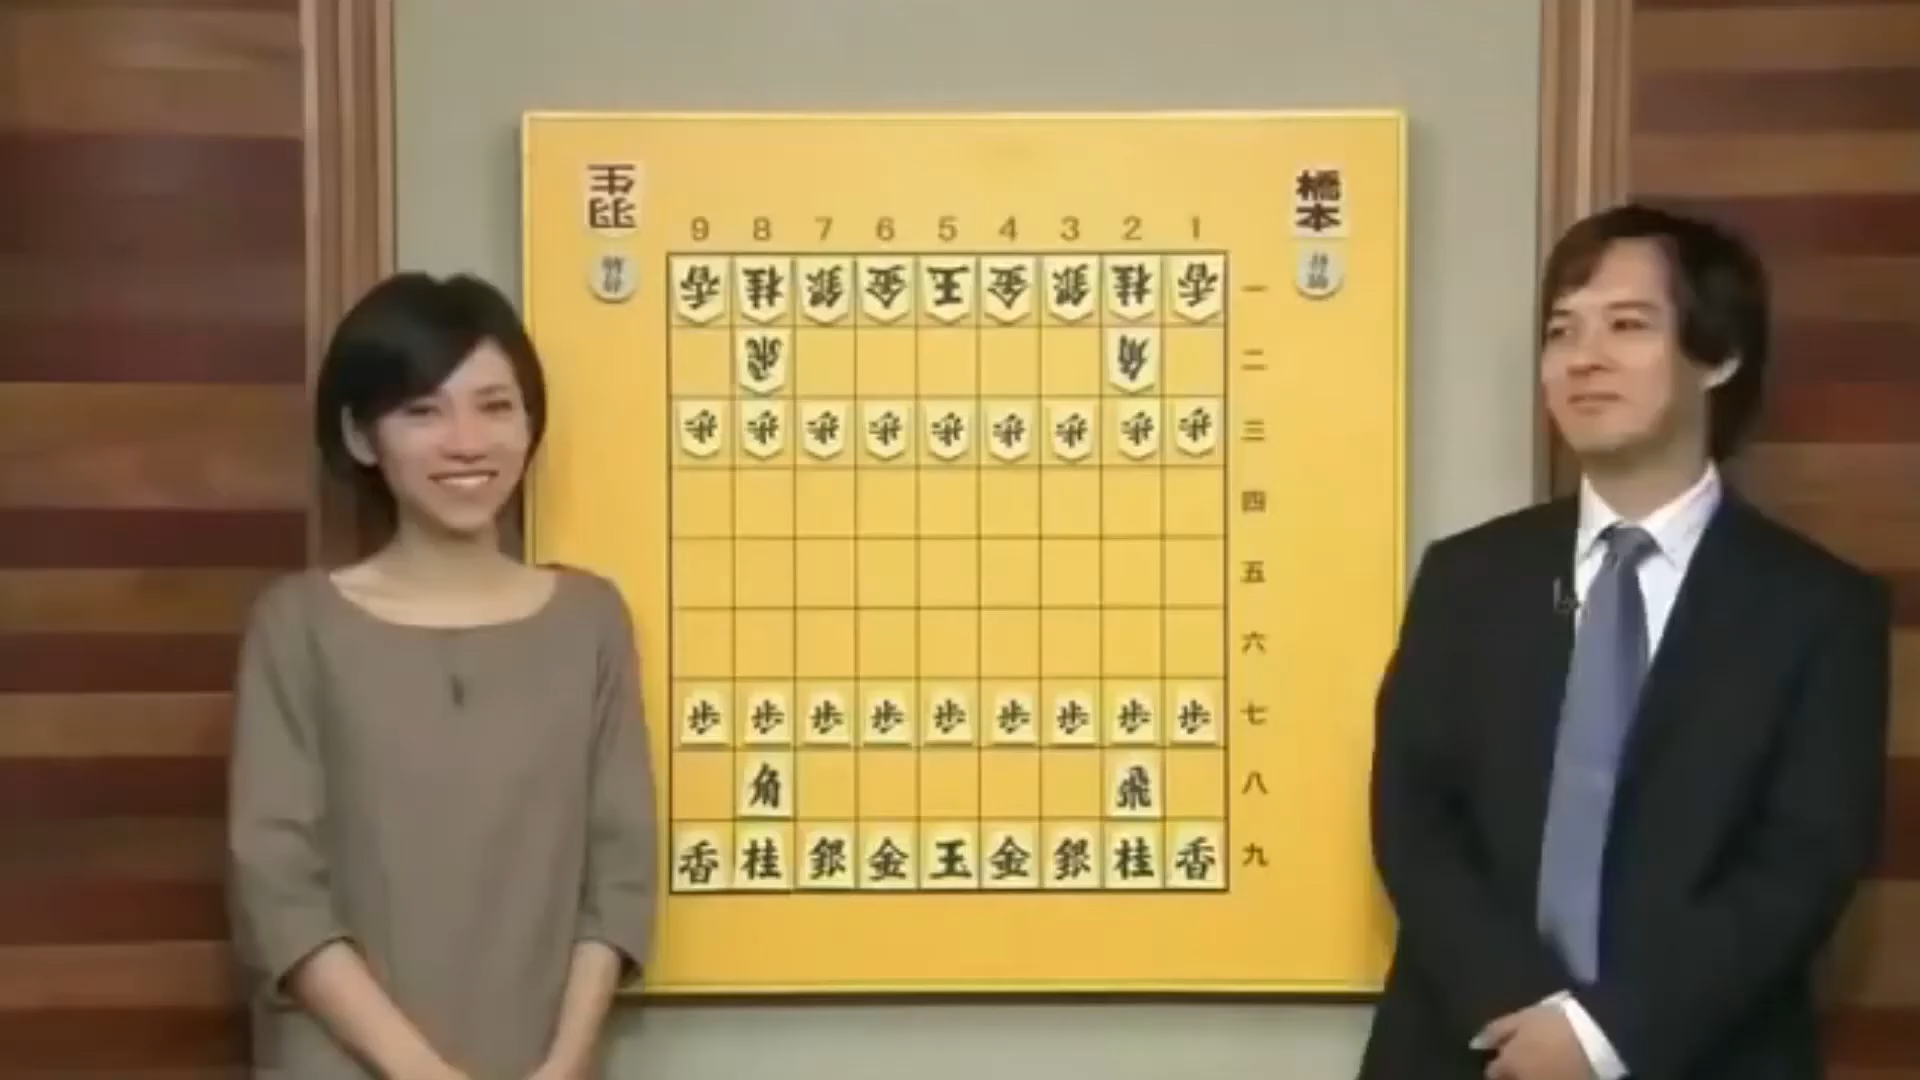 橋本
9 8 7 6 5 4 3 2 1
香 桂 銀 金 王 金 銀 桂 香 一
飛 角 二
歩 歩 歩 歩 歩 歩 歩 歩 歩 三
四
五
六
歩 歩 歩 歩 歩 歩 歩 歩 歩 七
角 飛 八
香 桂 銀 金 玉 金 銀 桂 香 九